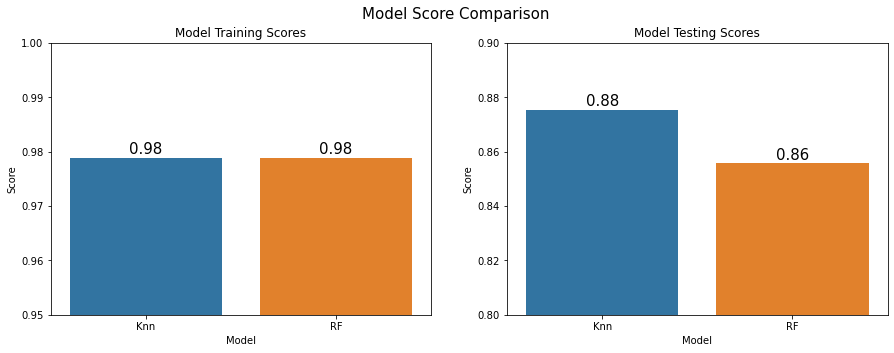 Model Score Comparison
Model Training Scores
1.00
0.99
0.98
0.97
0.96
0.95
Score
0.98
0.98
Knn
RF
Model
Model Testing Scores
0.90
0.88
0.86
0.84
0.82
0.80
Score
0.88
0.86
Knn
RF
Model